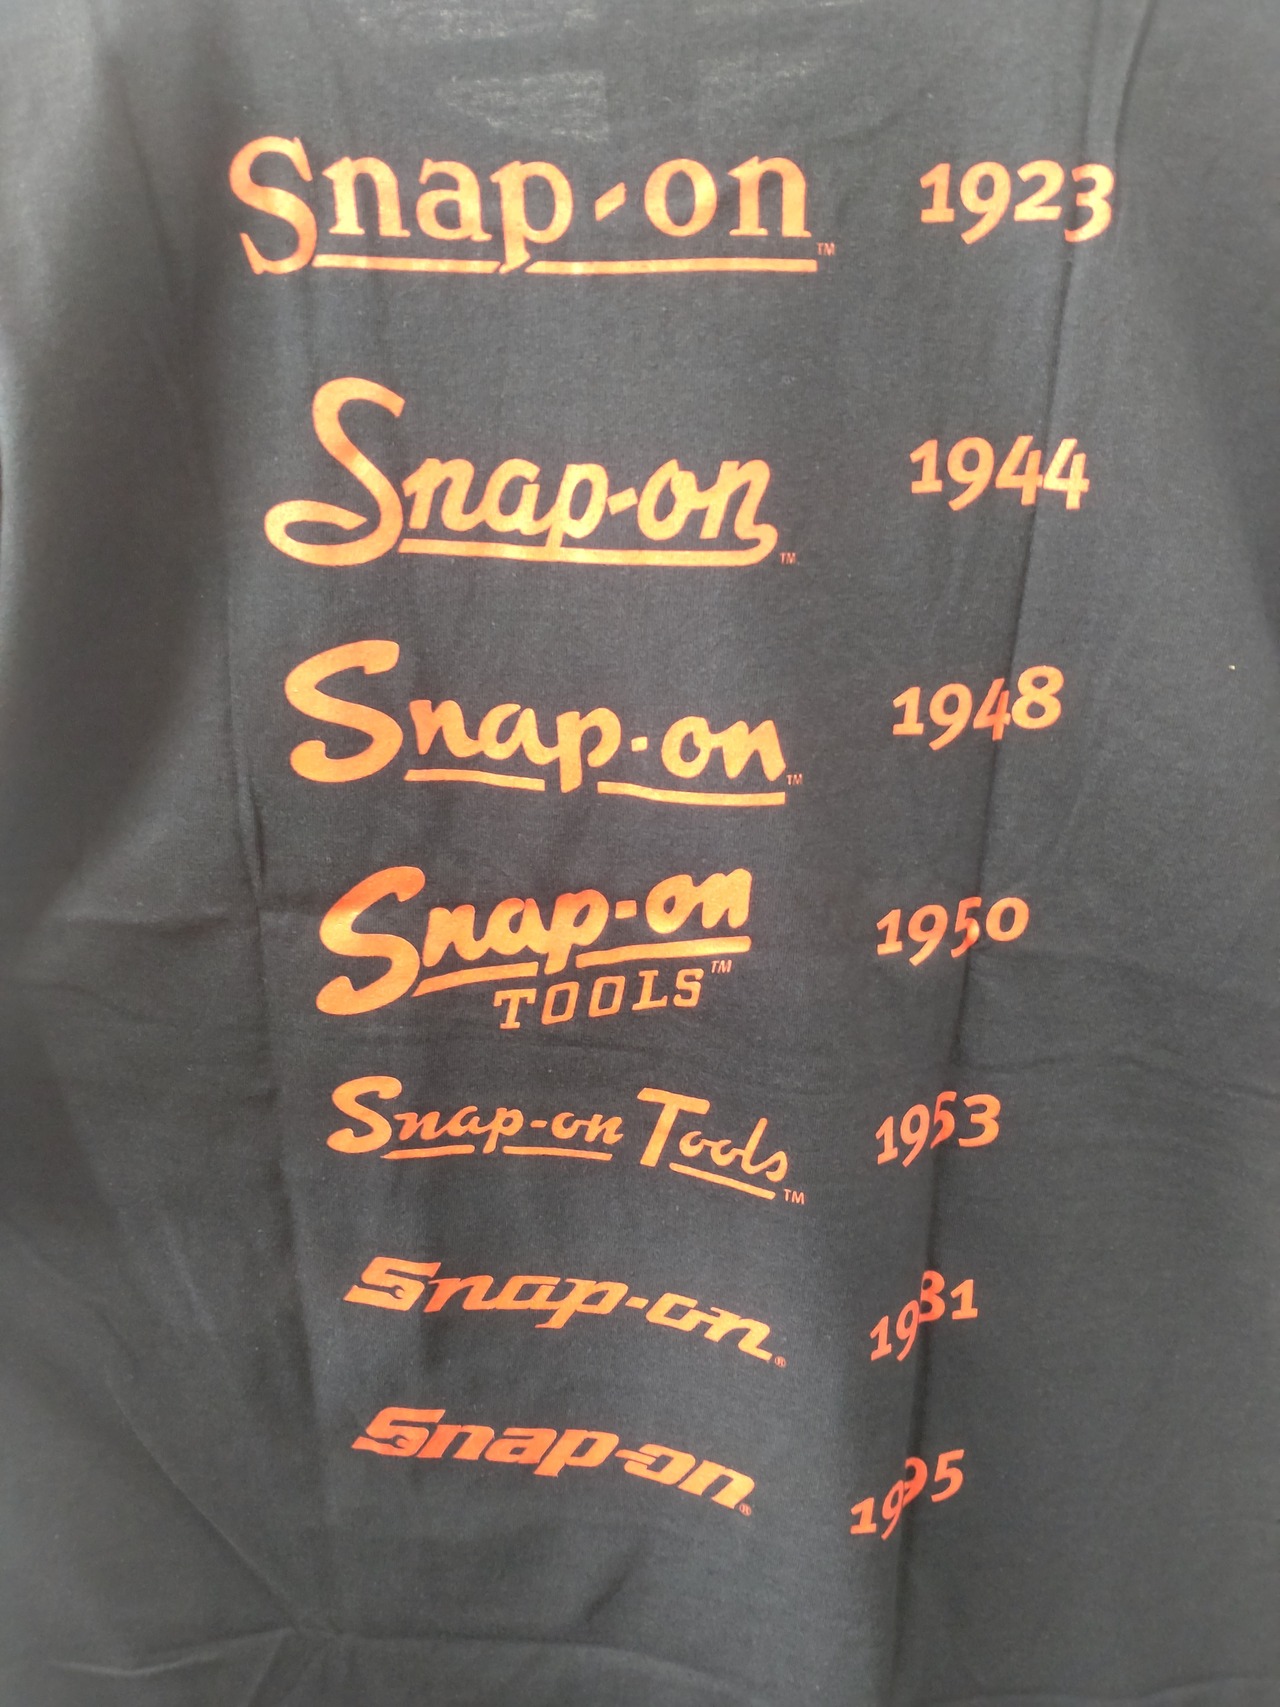 Snap-on™ 1923
Snap-on™ 1944
Snap-on™ 1948
Snap-on 1950
TOOLS™
Snap-on Tools™ 1953
Snap-on® 1981
Snap-on® 1995